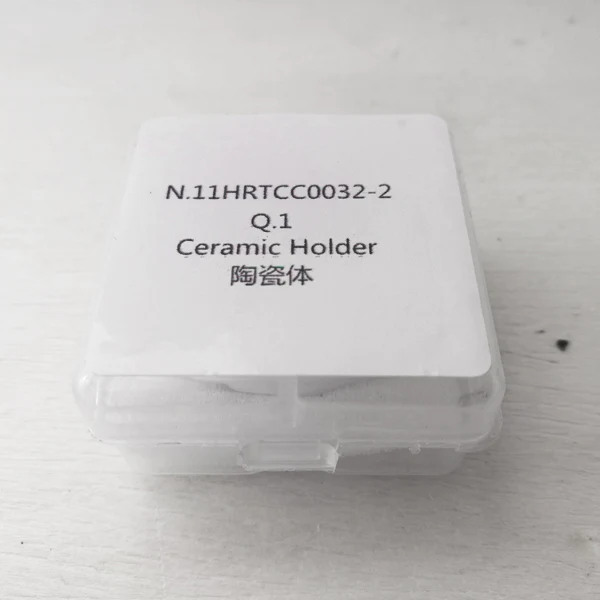 N.11HRTCC0032-2
Q.1
Ceramic Holder
陶瓷体